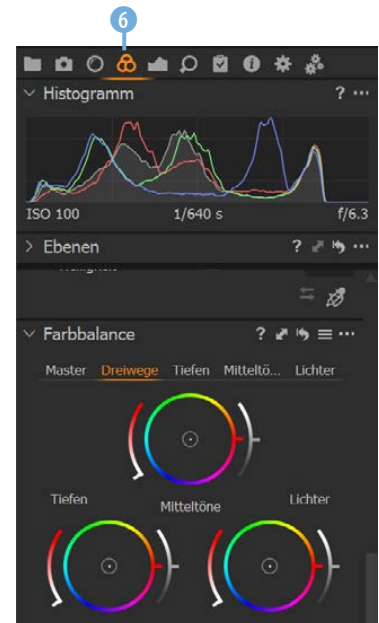 6
Histogramm ? ...
ISO 100 1/640 s f/6.3
Ebenen ? ...
Farbbalance ? ...
Master Dreiwege Tiefen Mitteltö... Lichter
Tiefen Mitteltöne Lichter